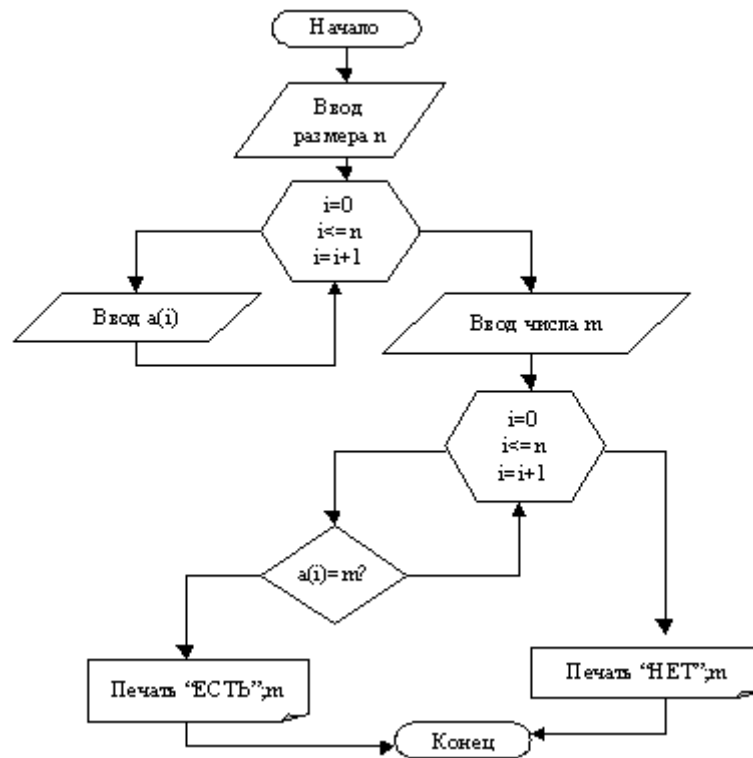 Начало
Ввод
размера n
i=0
i<=n
i=i+1
Ввод a(i)
Ввод числа m
i=0
i<=n
i=i+1
a(i)=m?
Печать “ЕСТЬ”;m
Печать “НЕТ”;m
Конец